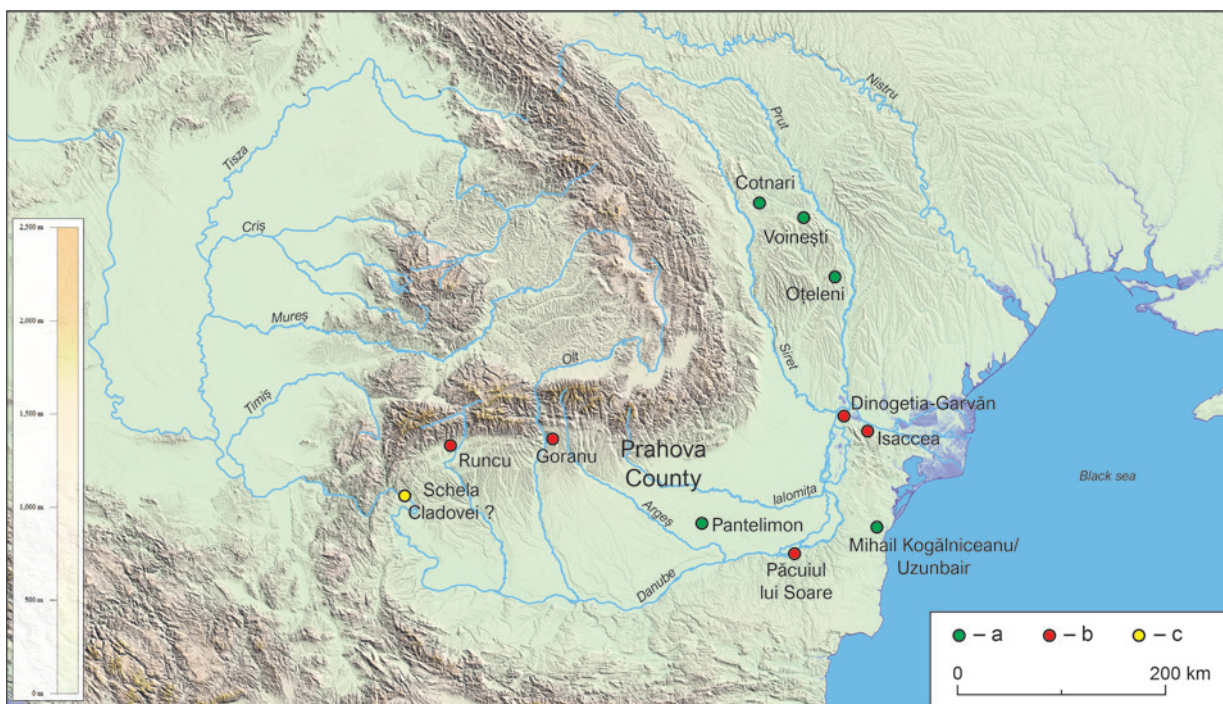 Nistru
Prut
Tisza
Cotnari
Voinești
Criș
2,500 m
Oțeleni
Mureș
Siret
Olt
2,000 m
Timiș
Dinogetia-Garvăn
Isaccea
1,500 m
Runcu
Goranu
Prahova
County
Black sea
Schela
Cladovei ?
Ialomița
1,000 m
Argeș
Pantelimon
Mihail Kogălniceanu/
Uzunbair
Păcuiul
lui Soare
Danube
500 m
– a
– b
– c
0
200 km
0 m